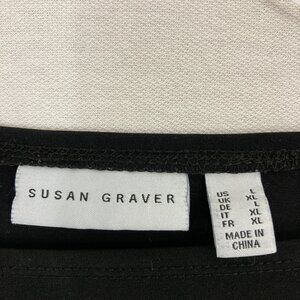 SUSAN GRAVER
US L
UK XL
DE L
IT XL
FR XL
MADE IN
CHINA